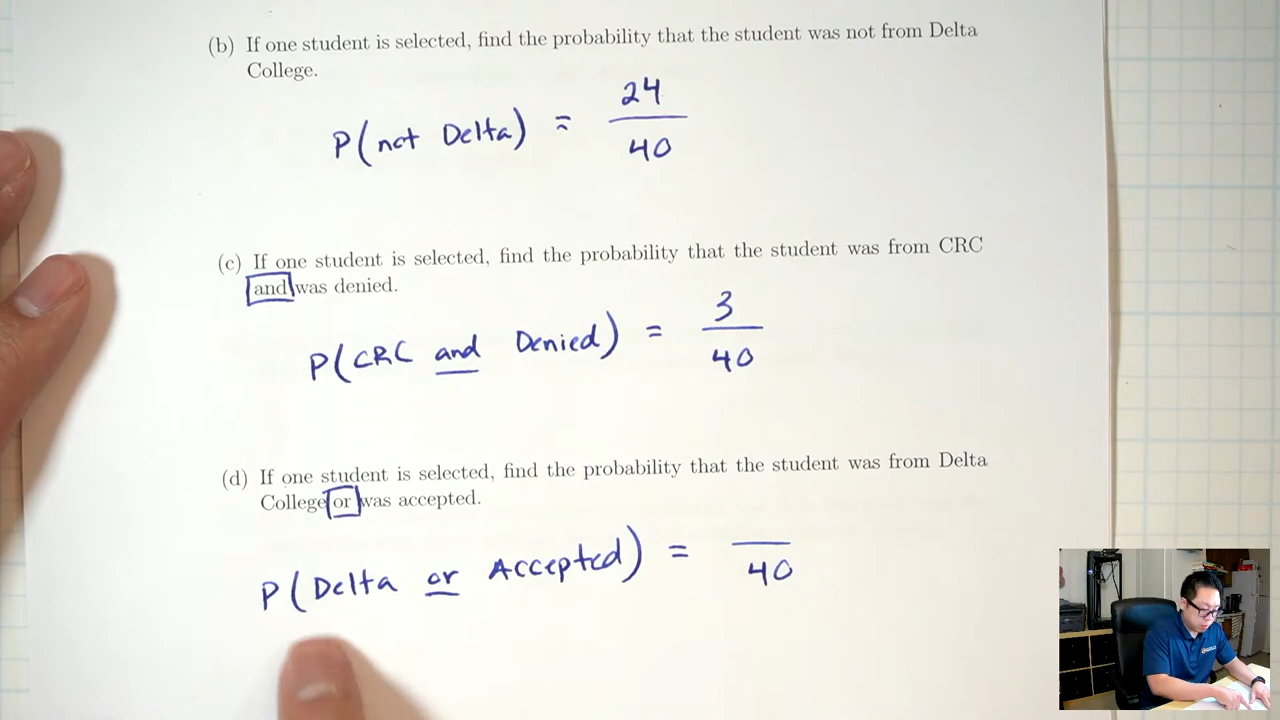 (b) If one student is selected, find the probability that the student was not from Delta
College.
P(not Delta) = 24/40
(c) If one student is selected, find the probability that the student was from CRC
and was denied.
P(CRC and Denied) = 3/40
(d) If one student is selected, find the probability that the student was from Delta
College or was accepted.
P(Delta or Accepted) = /40